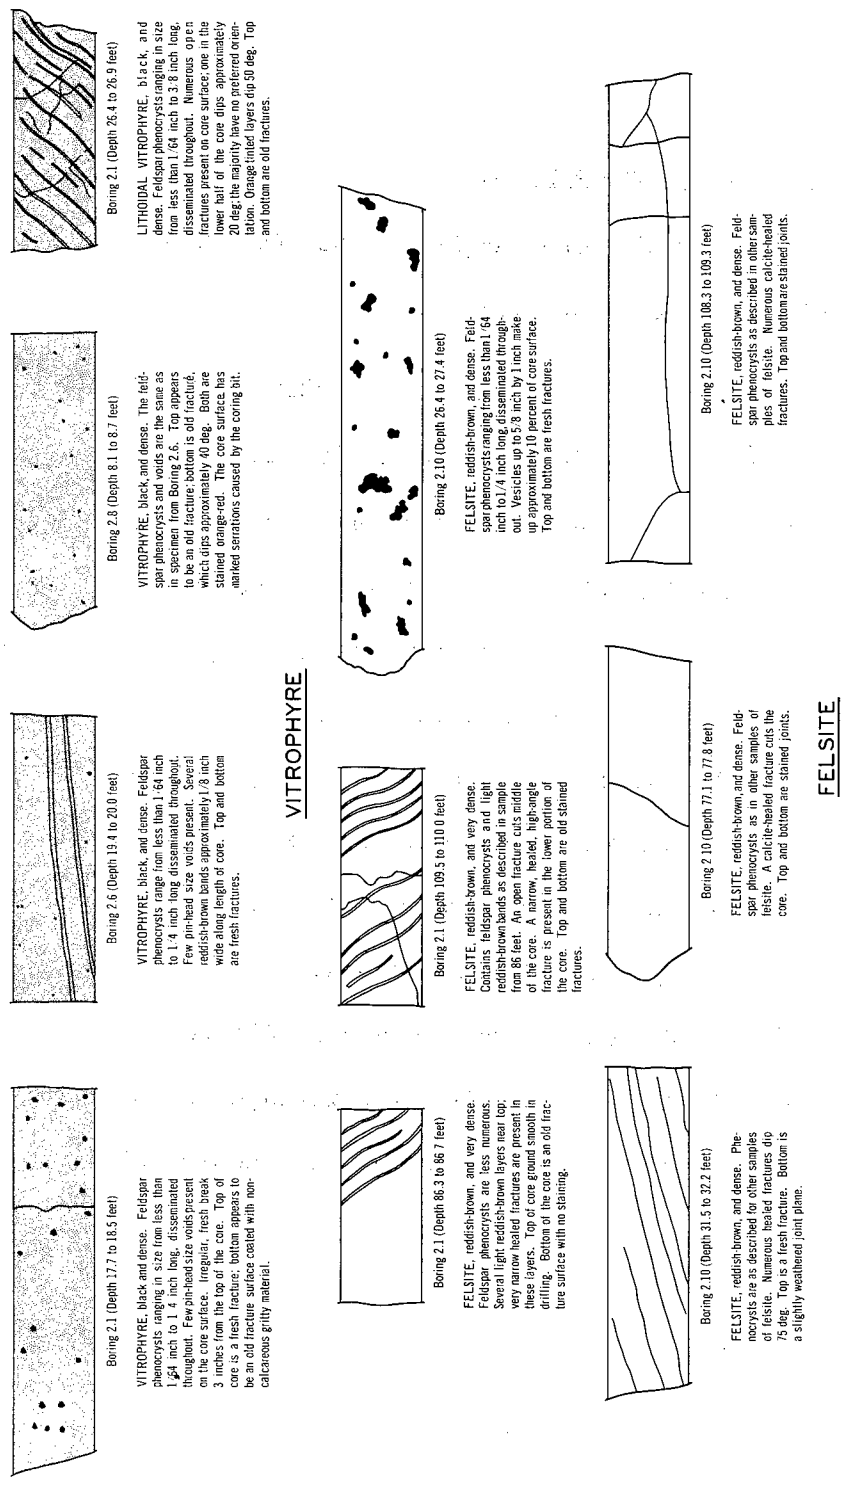 Boring 2.1 (Depth 17.7 to 18.5 feet)
VITROPHYRE, black and dense. Feldspar
phenocrysts ranging in size from less than
1/64 inch to 1/4 inch long, disseminated
throughout. Few pin-head size voids present
on the core surface. Irregular, fresh break
3 inches from the top of the core. Top of
core is a fresh fracture; bottom appears to
be an old fracture surface coated with non-
calcareous gritty material.
Boring 2.6 (Depth 19.4 to 20.0 feet)
VITROPHYRE, black, and dense. Feldspar
phenocrysts range from less than 1/64 inch
to 1/4 inch long disseminated throughout.
Few pin-head size voids present. Several
reddish-brown bands approximately 1/8 inch
wide along length of core. Top and bottom
are fresh fractures.
Boring 2.8 (Depth 8.1 to 8.7 feet)
VITROPHYRE, black, and dense. The feld-
spar phenocrysts and voids are the same as
in specimen from Boring 2.6. Top appears
to be an old fracture; bottom is old fracture,
which dips approximately 40 deg. Both are
stained orange-red. The core surface has
marked serrations caused by the coring bit.
Boring 2.1 (Depth 26.4 to 26.9 feet)
LITHOIDAL VITROPHYRE, black, and
dense. Feldspar phenocrysts ranging in size
from less than 1/64 inch to 3/8 inch long,
disseminated throughout. Numerous open
fractures present on core surface; one in the
lower half of the core dips approximately
20 deg; the majority have no preferred orien-
tation. Orange tinted layers dip 50 deg. Top
and bottom are old fractures.
VITROPHYRE
Boring 2.1 (Depth 86.3 to 86.7 feet)
FELSITE, reddish-brown, and very dense.
Feldspar phenocrysts are less numerous.
Several light reddish-brown layers near top;
very narrow healed fractures are present in
these layers. Top of core ground smooth in
drilling. Bottom of the core is an old frac-
ture surface with no staining.
Boring 2.1 (Depth 109.5 to 110.0 feet)
FELSITE, reddish-brown, and very dense.
Contains feldspar phenocrysts and light
reddish-brown bands as described in sample
from 86 feet. An open fracture cuts middle
of the core. A narrow, healed, high-angle
fracture is present in the lower portion of
the core. Top and bottom are old stained
fractures.
Boring 2.10 (Depth 26.4 to 27.4 feet)
FELSITE, reddish-brown, and dense. Feld-
spar phenocrysts ranging from less than 1/64
inch to 1/4 inch long, disseminated through-
out. Vesicles up to 5/8 inch by 1 inch make
up approximately 10 percent of core surface.
Top and bottom are fresh fractures.
Boring 2.10 (Depth 31.5 to 32.2 feet)
FELSITE, reddish-brown, and dense. Phe-
nocrysts are as described for other samples
of felsite. Numerous healed fractures dip
75 deg. Top is a fresh fracture. Bottom is
a slightly weathered joint plane.
Boring 2 10 (Depth 77.1 to 77.8 feet)
FELSITE, reddish-brown, and dense. Feld-
spar phenocrysts as in other samples of
felsite. A calcite-healed fracture cuts the
core. Top and bottom are stained joints.
Boring 2.10 (Depth 108.3 to 109.3 feet)
FELSITE, reddish-brown, and dense. Feld-
spar phenocrysts as described in other sam-
ples of felsite. Numerous calcite-healed
fractures. Top and bottom are stained joints.
FELSITE